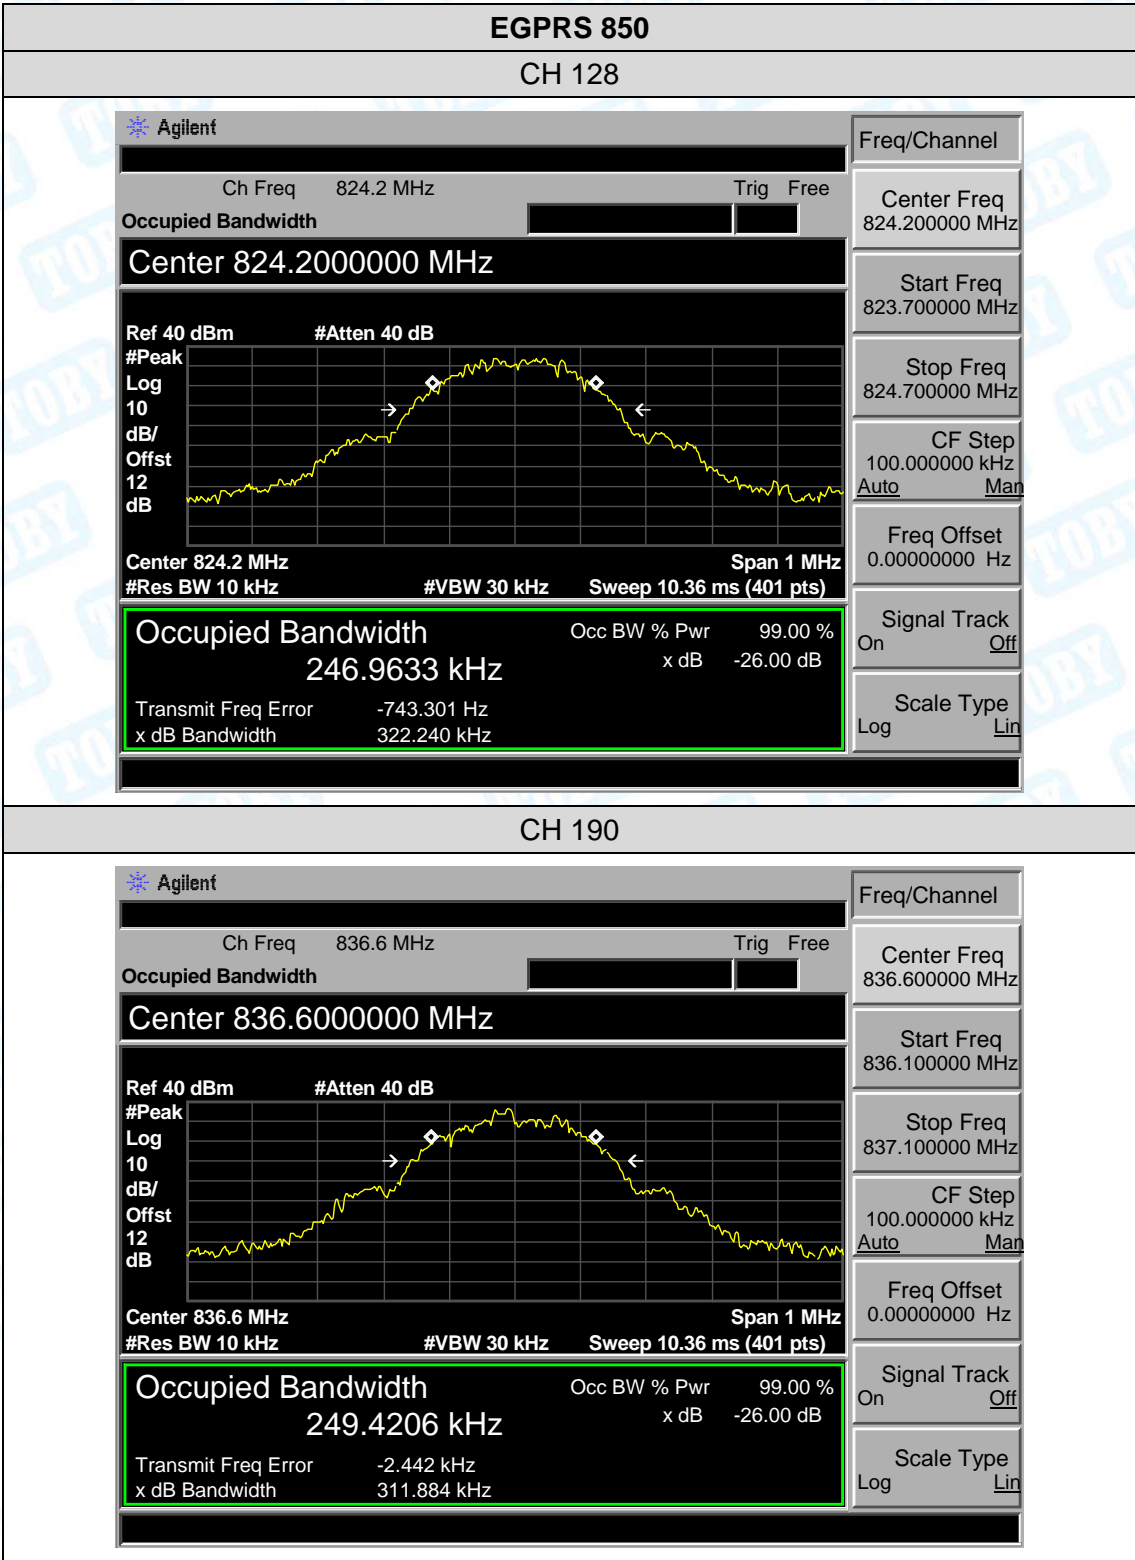 EGPRS 850
CH 128
Agilent
Freq/Channel
Ch Freq 824.2 MHz Trig Free
Occupied Bandwidth
Center 824.2000000 MHz
Center Freq
824.200000 MHz
Start Freq
823.700000 MHz
Stop Freq
824.700000 MHz
CF Step
100.000000 kHz
Auto Man
Freq Offset
0.00000000 Hz
Signal Track
On Off
Scale Type
Log Lin
Ref 40 dBm #Atten 40 dB
#Peak
Log
10
dB/
Offst
12
dB
Center 824.2 MHz Span 1 MHz
#Res BW 10 kHz #VBW 30 kHz Sweep 10.36 ms (401 pts)
Occupied Bandwidth Occ BW % Pwr 99.00 %
246.9633 kHz x dB -26.00 dB
Transmit Freq Error -743.301 Hz
x dB Bandwidth 322.240 kHz
CH 190
Agilent
Freq/Channel
Ch Freq 836.6 MHz Trig Free
Occupied Bandwidth
Center 836.6000000 MHz
Center Freq
836.600000 MHz
Start Freq
836.100000 MHz
Stop Freq
837.100000 MHz
CF Step
100.000000 kHz
Auto Man
Freq Offset
0.00000000 Hz
Signal Track
On Off
Scale Type
Log Lin
Ref 40 dBm #Atten 40 dB
#Peak
Log
10
dB/
Offst
12
dB
Center 836.6 MHz Span 1 MHz
#Res BW 10 kHz #VBW 30 kHz Sweep 10.36 ms (401 pts)
Occupied Bandwidth Occ BW % Pwr 99.00 %
249.4206 kHz x dB -26.00 dB
Transmit Freq Error -2.442 kHz
x dB Bandwidth 311.884 kHz
TOBY